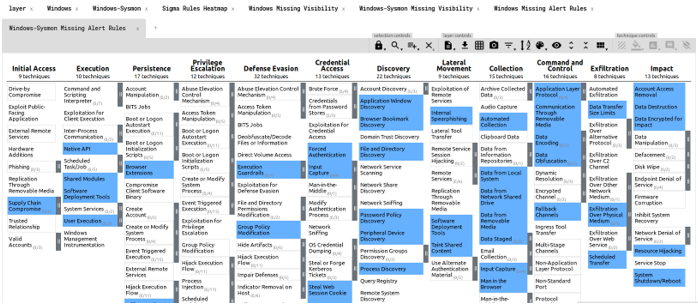 layer x Windows x Windows-Sysmon x Sigma Rules Heatmap x Windows Missing Visibility x Windows-Sysmon Missing Visibility x Windows Missing Alert Rules x
Windows-Sysmon Missing Alert Rules x +
selection controls layer controls technique controls
Initial Access
9 techniques
Drive-by
Compromise
Exploit Public-
Facing
Application
External Remote
Services
Hardware
Additions
Phishing
Replication
Through
Removable Media
Supply Chain
Compromise
Trusted
Relationship
Valid
Accounts
Execution
10 techniques
Command and
Scripting
Interpreter
Exploitation for
Client Execution
Inter-Process
Communication
Native API
Scheduled
Task/Job
Shared Modules
Software
Deployment Tools
System Services
User Execution
Windows
Management
Instrumentation
Persistence
17 techniques
Account
Manipulation
BITS Jobs
Boot or Logon
Autostart
Execution
Boot or Logon
Initialization
Scripts
Browser
Extensions
Compromise
Client Software
Binary
Create
Account
Create or Modify
System
Process
Event Triggered
Execution
External Remote
Services
Hijack Execution
Flow
Privilege
Escalation
12 techniques
Abuse Elevation
Control
Mechanism
Access Token
Manipulation
Boot or Logon
Autostart
Execution
Boot or Logon
Initialization
Scripts
Create or Modify
System
Process
Event Triggered
Execution
Exploitation for
Privilege
Escalation
Group Policy
Modification
Hijack Execution
Flow
Process
Injection
Scheduled
Defense Evasion
32 techniques
Abuse Elevation Control
Mechanism
Access Token
Manipulation
BITS Jobs
Deobfuscate/Decode
Files or Information
Direct Volume Access
Execution
Guardrails
Exploitation for
Defense Evasion
File and Directory
Permissions
Modification
Group Policy
Modification
Hide Artifacts
Hijack Execution
Flow
Impair Defenses
Indicator Removal on
Host
Credential
Access
13 techniques
Brute Force
Credentials from
Password
Stores
Exploitation for
Credential
Access
Forced
Authentication
Input
Capture
Man-in-the-
Middle
Modify
Authentication
Process
Network
Sniffing
OS Credential
Dumping
Steal or Forge
Kerberos
Tickets
Steal Web
Session Cookie
Discovery
22 techniques
Account
Discovery
Application Window
Discovery
Browser Bookmark
Discovery
Domain Trust Discovery
File and Directory
Discovery
Network Service
Scanning
Network Share
Discovery
Network Sniffing
Password Policy
Discovery
Peripheral Device
Discovery
Permission Groups
Discovery
Process Discovery
Query Registry
Remote System
Discovery
Lateral
Movement
9 techniques
Exploitation of
Remote
Services
Internal
Spearphishing
Lateral Tool
Transfer
Remote Service
Session
Hijacking
Remote
Services
Replication
Through
Removable
Media
Software
Deployment
Tools
Taint Shared
Content
Use Alternate
Authentication
Material
Collection
15 techniques
Archive Collected
Data
Audio Capture
Automated
Collection
Clipboard Data
Data from
Information
Repositories
Data from Local
System
Data from
Network Shared
Drive
Data from
Removable
Media
Data Staged
Email
Collection
Input Capture
Man in the
Browser
Man-in-the-
Command and
Control
16 techniques
Application Layer
Protocol
Communication
Through
Removable
Media
Data
Encoding
Data
Obfuscation
Dynamic
Resolution
Encrypted
Channel
Fallback
Channels
Ingress Tool
Transfer
Multi-Stage
Channels
Non-Application
Layer Protocol
Non-Standard
Port
Protocol
Exfiltration
8 techniques
Automated
Exfiltration
Data Transfer
Size Limits
Exfiltration
Over
Alternative
Protocol
Exfiltration
Over C2
Channel
Exfiltration
Over Other
Network
Medium
Exfiltration
Over Physical
Medium
Exfiltration
Over Web
Service
Scheduled
Transfer
Impact
13 techniques
Account Access
Removal
Data Destruction
Data Encrypted for
Impact
Data
Manipulation
Defacement
Disk Wipe
Endpoint Denial of
Service
Firmware
Corruption
Inhibit System
Recovery
Network Denial of
Service
Resource Hijacking
Service Stop
System
Shutdown/Reboot